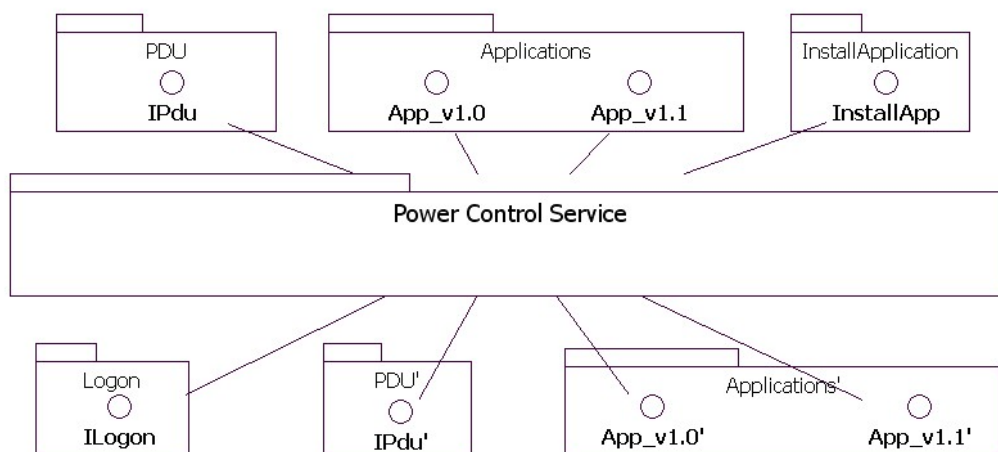 PDU
Applications
InstallApplication
IPdu
App_v1.0
App_v1.1
InstallApp
Power Control Service
Logon
PDU'
Applications'
ILogon
IPdu'
App_v1.0'
App_v1.1'